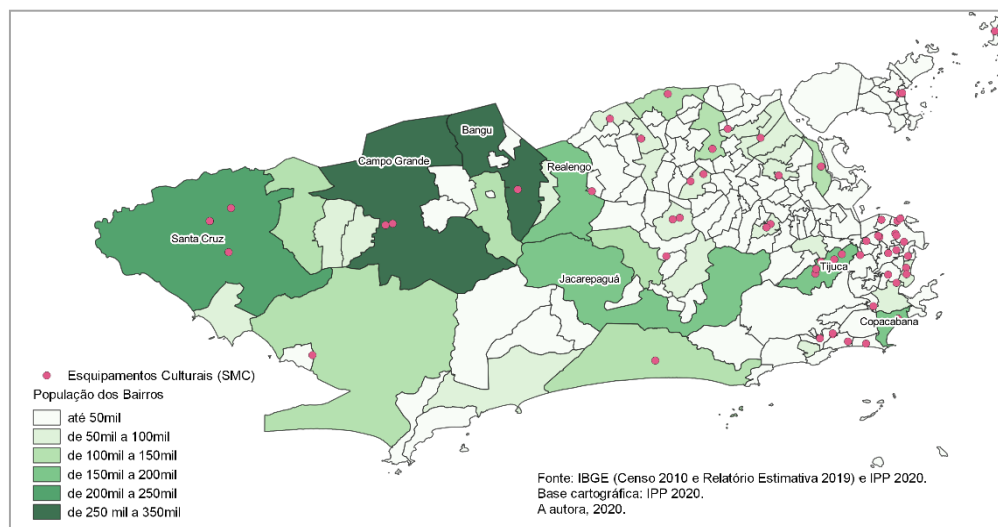 Bangu
Campo Grande
Realengo
Santa Cruz
Jacarepaguá
Tijuca
Copacabana
Esquipamentos Culturais (SMC)
População dos Bairros
até 50mil
de 50mil a 100mil
de 100mil a 150mil
de 150mil a 200mil
de 200mil a 250mil
de 250 mil a 350mil
Fonte: IBGE (Censo 2010 e Relatório Estimativa 2019) e IPP 2020.
Base cartográfica: IPP 2020.
A autora, 2020.